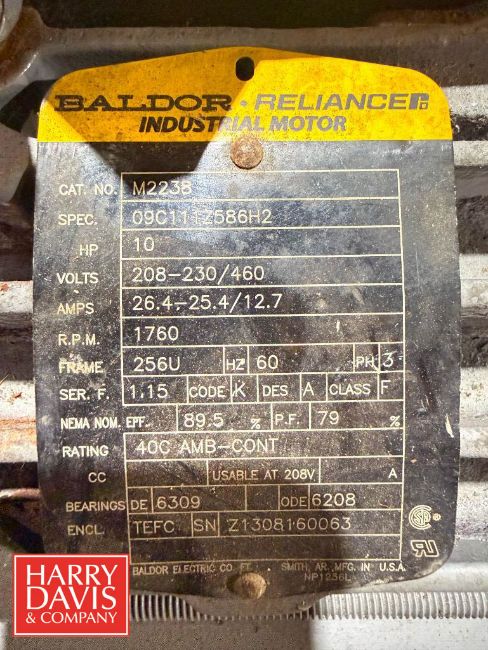 BALDOR · RELIANCE
INDUSTRIAL MOTOR
CAT. NO. M2238
SPEC. 09C111Z586H2
HP 10
VOLTS 208-230/460
AMPS 26.4-25.4/12.7
R.P.M. 1760
FRAME 256U HZ 60 PH 3
SER. F. 1.15 CODE K DES A CLASS F
NEMA NOM. EFF. 89.5 % P.F. 79 %
RATING 40C AMB-CONT
CC USABLE AT 208V A
BEARINGS DE 6309 ODE 6208
ENCL. TEFC SN Z1308160063
BALDOR ELECTRIC CO. FT. SMITH, AR. MFG. IN U.S.A.
NP1256L
HARRY
DAVIS
& COMPANY